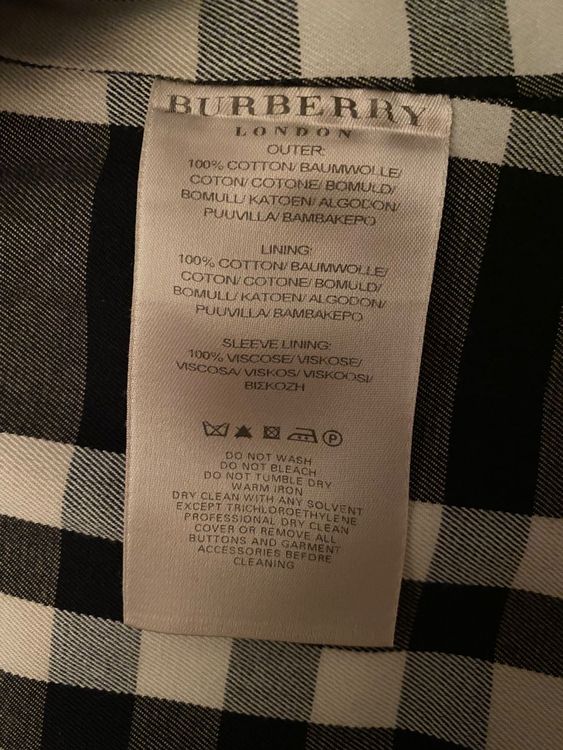 BURBERRY
LONDON
OUTER:
100% COTTON/ BAUMWOLLE/
COTON/ COTONE/ BOMULD/
BOMULL/ KATOEN/ ALGODON/
PUUVILLA/ ΒΑΜΒΑΚΕΡΟ
LINING:
100% COTTON/ BAUMWOLLE/
COTON/ COTONE/ BOMULD/
BOMULL/ KATOEN/ ALGODON/
PUUVILLA/ ΒΑΜΒΑΚΕΡΟ
SLEEVE LINING:
100% VISCOSE/ VISKOSE/
VISCOSA/ VISKOS/ VISKOOSI/
ΒΙΣΚΟΖΗ
P
DO NOT WASH
DO NOT BLEACH
DO NOT TUMBLE DRY
WARM IRON
DRY CLEAN WITH ANY SOLVENT
EXCEPT TRICHLOROETHYLENE
PROFESSIONAL DRY CLEAN
COVER OR REMOVE ALL
BUTTONS AND GARMENT
ACCESSORIES BEFORE
CLEANING